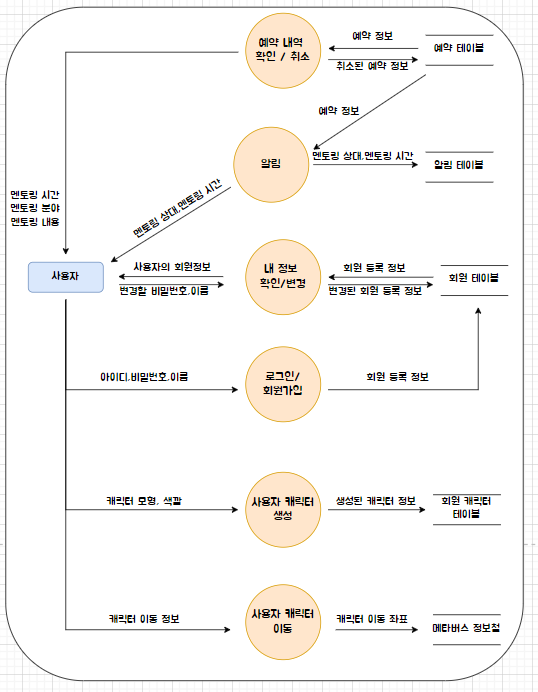 예약 내역
확인 / 취소
예약 정보
취소된 예약 정보
예약 테이블
예약 정보
알림
멘토링 상대,멘토링 시간
알림 테이블
멘토링 상대,멘토링 시간
멘토링 시간
멘토링 분야
멘토링 내용
사용자
사용자의 회원정보
변경할 비밀번호,이름
내 정보
확인/변경
회원 등록 정보
변경된 회원 등록 정보
회원 테이블
아이디,비밀번호,이름
로그인/
회원가입
회원 등록 정보
캐릭터 모형, 색깔
사용자 캐릭터
생성
생성된 캐릭터 정보
회원 캐릭터
테이블
캐릭터 이동 정보
사용자 캐릭터
이동
캐릭터 이동 좌표
메타버스 정보철